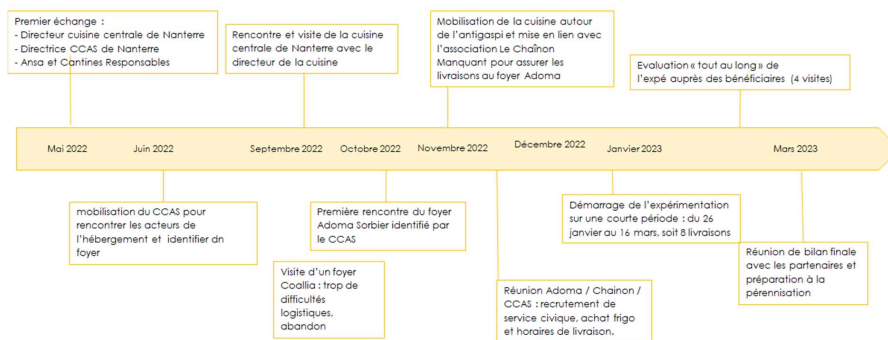 Premier échange :
- Directeur cuisine centrale de Nanterre
- Directrice CCAS de Nanterre
- Ansa et Cantines Responsables
Rencontre et visite de la cuisine
centrale de Nanterre avec le
directeur de la cuisine
Mobilisation de la cuisine autour
de l'antigaspi et mise en lien avec
l'association Le Chaînon
Manquant pour assurer les
livraisons au foyer Adoma
Evaluation « tout au long » de
l'expé auprès des bénéficiaires (4 visites)
Mai 2022
Juin 2022
Septembre 2022
Octobre 2022
Novembre 2022
Décembre 2022
Janvier 2023
Mars 2023
mobilisation du CCAS pour
rencontrer les acteurs de
l'hébergement et identifier dn
foyer
Première rencontre du foyer
Adoma Sorbier identifié par
le CCAS
Visite d'un foyer
Coallia : trop de
difficultés
logistiques,
abandon
Réunion Adoma / Chainon /
CCAS : recrutement de
service civique, achat frigo
et horaires de livraison.
Démarrage de l'expérimentation
sur une courte période : du 26
janvier au 16 mars, soit 8 livraisons
Réunion de bilan finale
avec les partenaires et
préparation à la
pérennisation